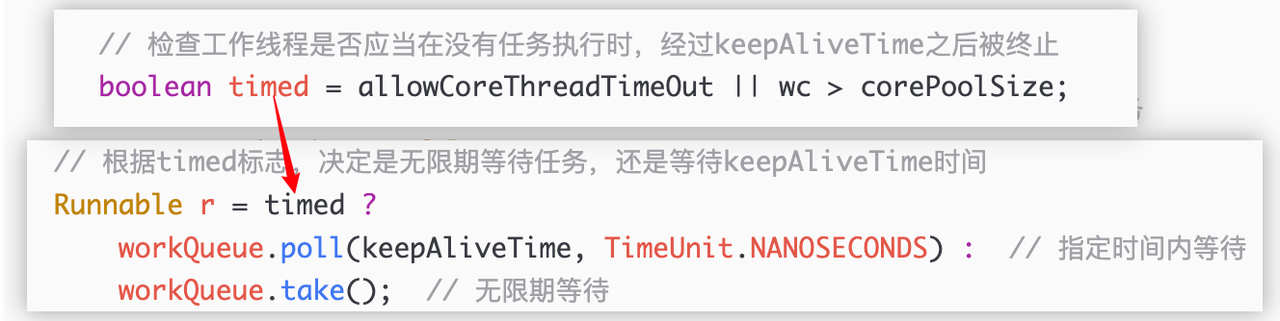 // 检查工作线程是否应当在没有任务执行时，经过keepAliveTime之后被终止
boolean timed = allowCoreThreadTimeOut || wc > corePoolSize;
// 根据timed标志，决定是无限期等待任务，还是等待keepAliveTime时间
Runnable r = timed ?
workQueue.poll(keepAliveTime, TimeUnit.NANOSECONDS) :  // 指定时间内等待
workQueue.take();  // 无限期等待